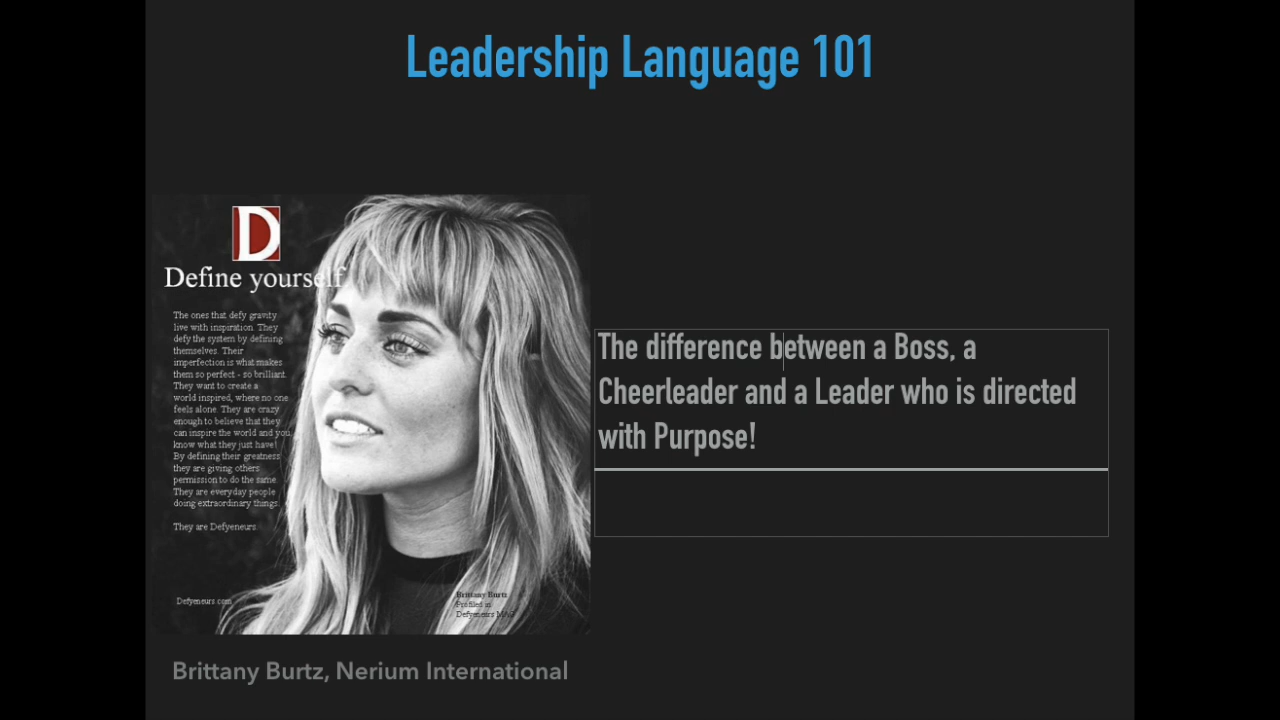 Leadership Language 101
D
Define yourself.
The ones that defy gravity
live with inspiration. They
defy the system by defining
themselves. Their
imperfection is what makes
them so perfect - so brilliant.
They want to create a
world inspired, where no one
feels alone. They are crazy
enough to believe that they
can inspire the world and you
know what they just have!
By defining their greatness
they are giving others
permission to do the same.
They are everyday people
doing extraordinary things.
They are Defyeneurs.
Defyeneurs.com
Brittany Burtz
Profiled in
Defyeneurs MAG
The difference between a Boss, a
Cheerleader and a Leader who is directed
with Purpose!
Brittany Burtz, Nerium International